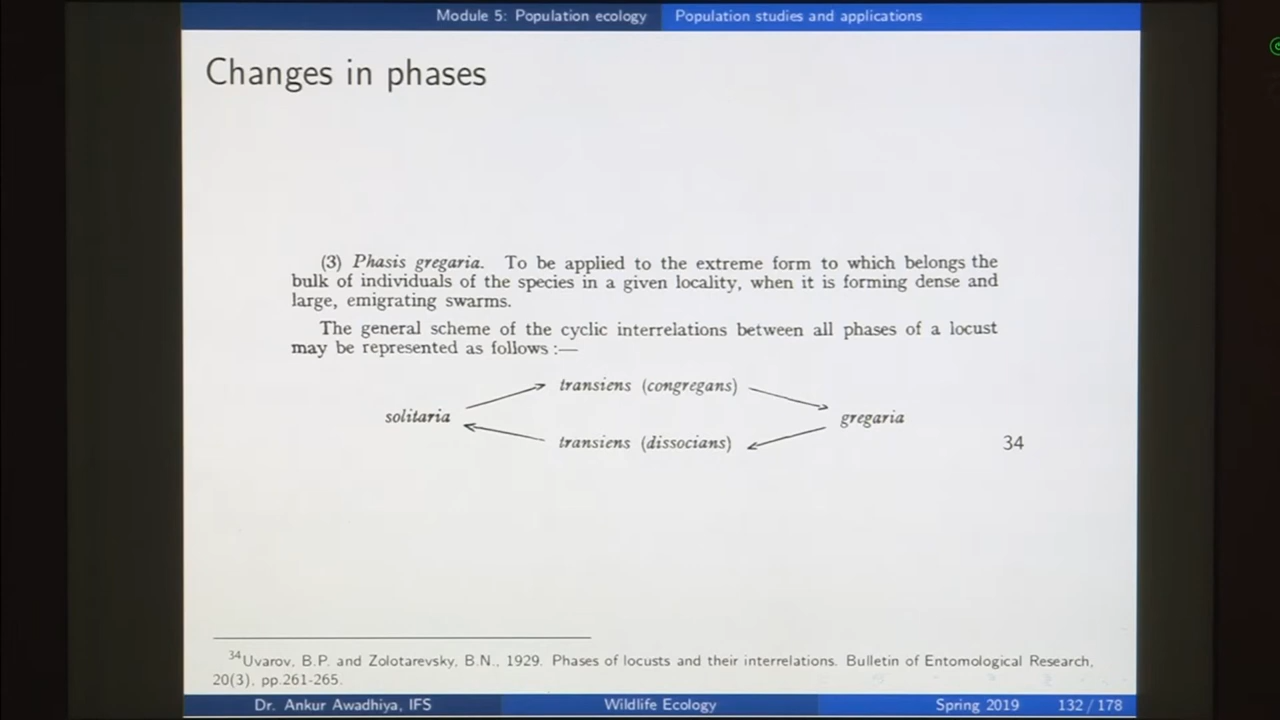 Module 5: Population ecology Population studies and applications
Changes in phases
(3) Phasis gregaria. To be applied to the extreme form to which belongs the
bulk of individuals of the species in a given locality, when it is forming dense and
large, emigrating swarms.
The general scheme of the cyclic interrelations between all phases of a locust
may be represented as follows :—
transiens (congregans)
solitaria
gregaria
transiens (dissocians)
34
34Uvarov, B.P. and Zolotarevsky, B.N., 1929. Phases of locusts and their interrelations. Bulletin of Entomological Research,
20(3), pp.261-265.
Dr. Ankur Awadhiya, IFS Wildlife Ecology Spring 2019 132 / 178